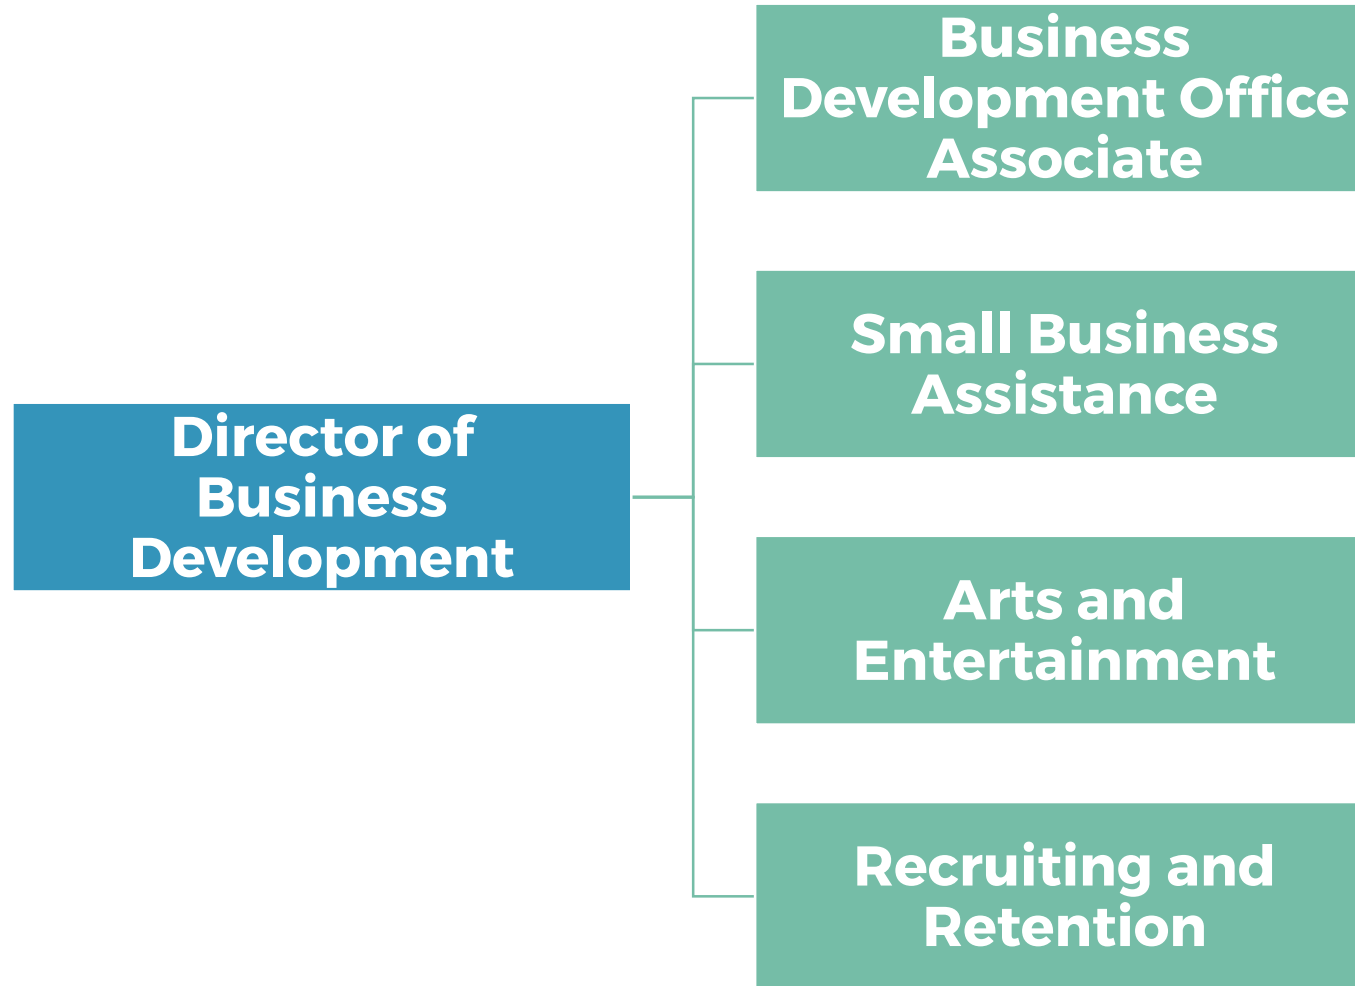 Business
Development Office
Associate
Small Business
Assistance
Director of
Business
Development
Arts and
Entertainment
Recruiting and
Retention